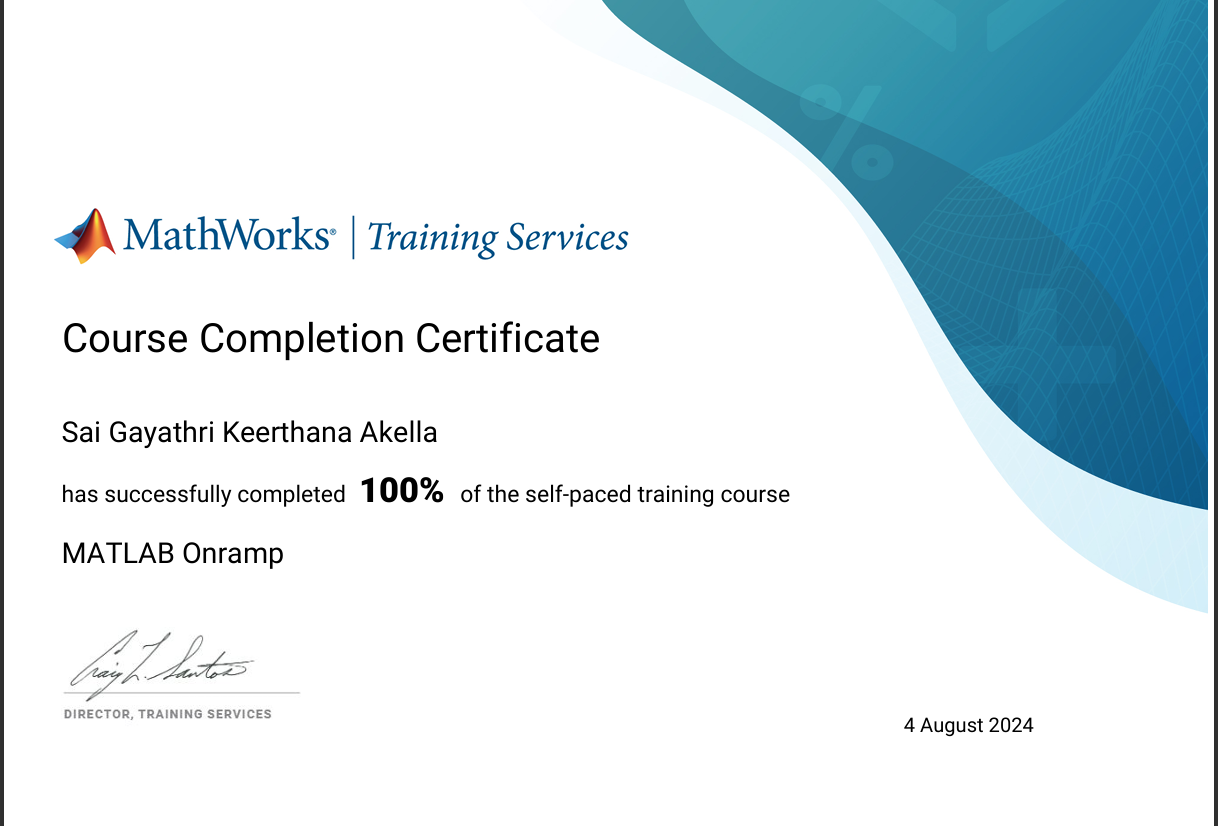 MathWorks® | Training Services
Course Completion Certificate
Sai Gayathri Keerthana Akella
has successfully completed 100% of the self-paced training course
MATLAB Onramp
Craig L. Santos
DIRECTOR, TRAINING SERVICES
4 August 2024